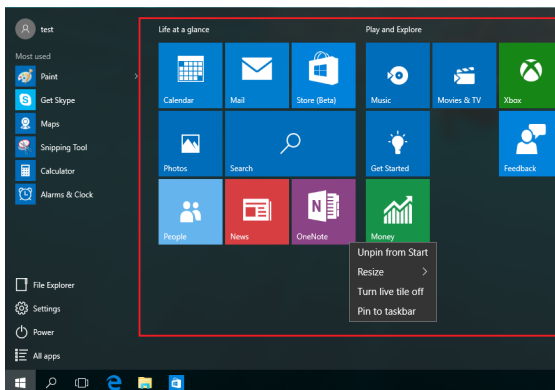 test
Most used
Paint
Get Skype
Maps
Snipping Tool
Calculator
Alarms & Clock
File Explorer
Settings
Power
All apps
Life at a glance
Play and Explore
Calendar
Mail
Store (Beta)
Music
Movies & TV
Xbox
Photos
Search
Get Started
Feedback
People
News
OneNote
Money
Unpin from Start
Resize
Turn live tile off
Pin to taskbar